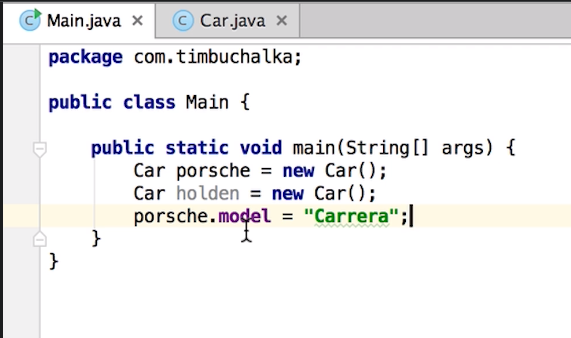 Main.java × Car.java ×
package com.timbuchalka;
public class Main {
public static void main(String[] args) {
Car porsche = new Car();
Car holden = new Car();
porsche.model = "Carrera";
}
}